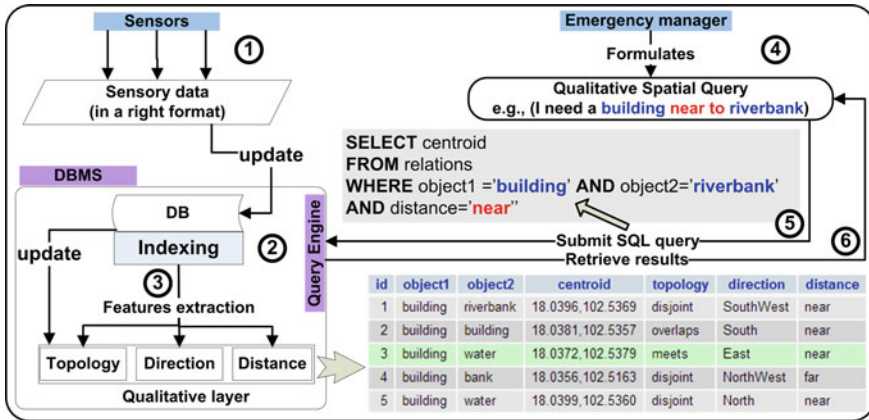 Sensors
1
Sensory data
(in a right format)
update
DBMS
DB
Indexing
2
update
3
Features extraction
Topology
Direction
Distance
Qualitative layer
Query Engine
Emergency manager
Formulates
4
Qualitative Spatial Query
e.g., (I need a building near to riverbank)
SELECT centroid
FROM relations
WHERE object1 ='building' AND object2='riverbank'
AND distance='near''
5
Submit SQL query
6
Retrieve results
id object1 object2 centroid topology direction distance
1 building riverbank 18.0396,102.5369 disjoint SouthWest near
2 building building 18.0381,102.5357 overlaps South near
3 building water 18.0372,102.5379 meets East near
4 building bank 18.0356,102.5163 disjoint NorthWest far
5 building water 18.0399,102.5360 disjoint North near